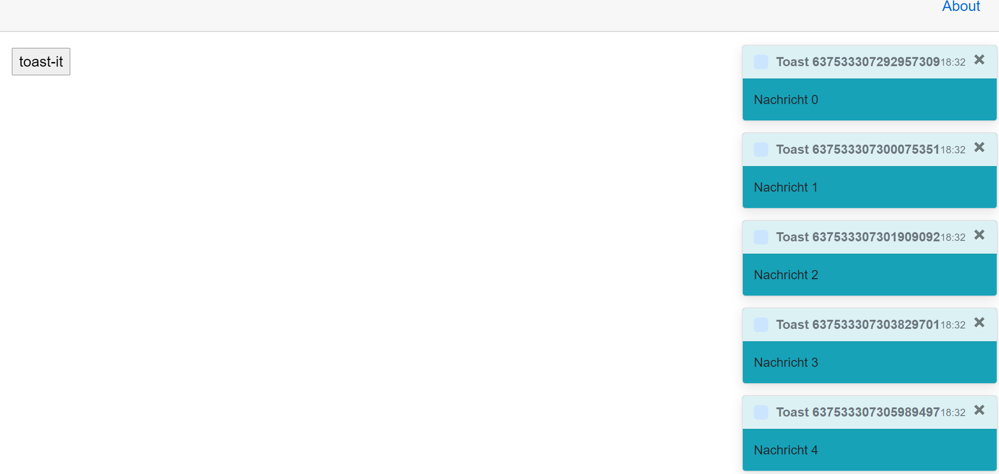 About
toast-it
Toast 637533307292957309 18:32 ×
Nachricht 0
Toast 637533307300075351 18:32 ×
Nachricht 1
Toast 637533307301909092 18:32 ×
Nachricht 2
Toast 637533307303829701 18:32 ×
Nachricht 3
Toast 637533307305989497 18:32 ×
Nachricht 4